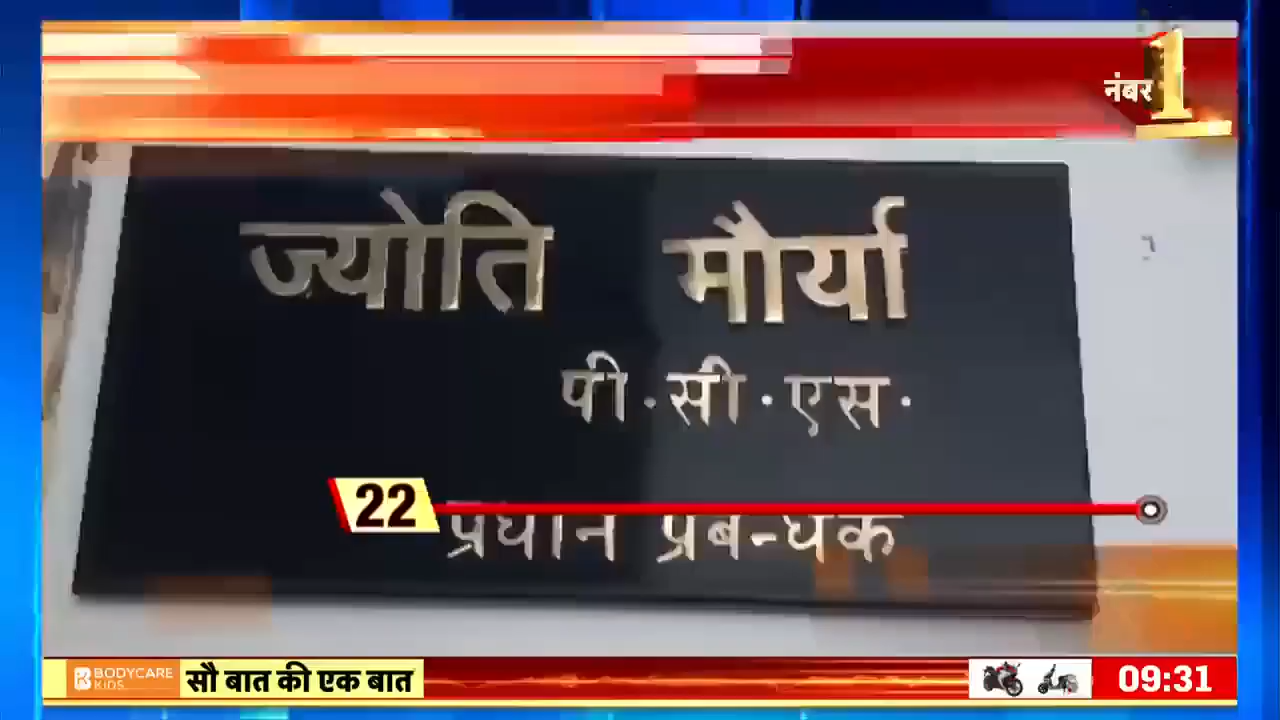 नंबर 1
ज्योति मौर्या
पी.सी.एस.
22
प्रधान प्रबन्धक
BODYCARE
KIDS
सौ बात की एक बात
09:31